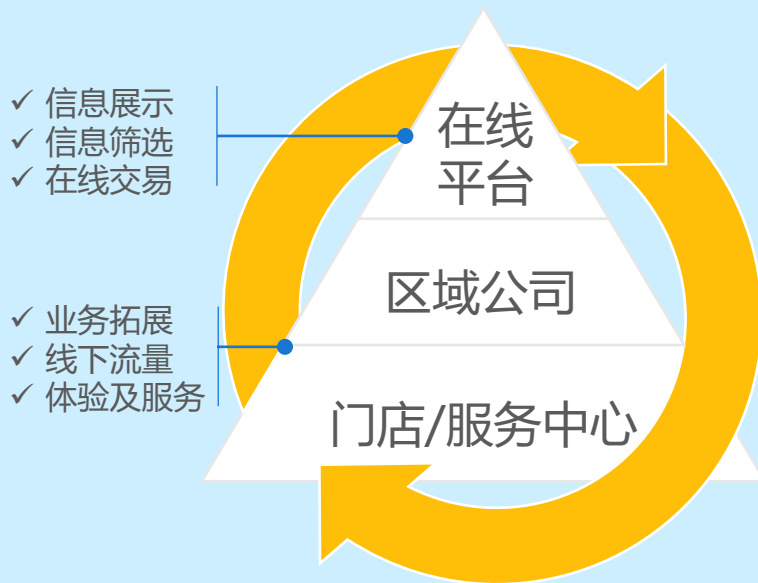 ✓ 信息展示
✓ 信息筛选
✓ 在线交易
在线
平台
区域公司
✓ 业务拓展
✓ 线下流量
✓ 体验及服务
门店/服务中心